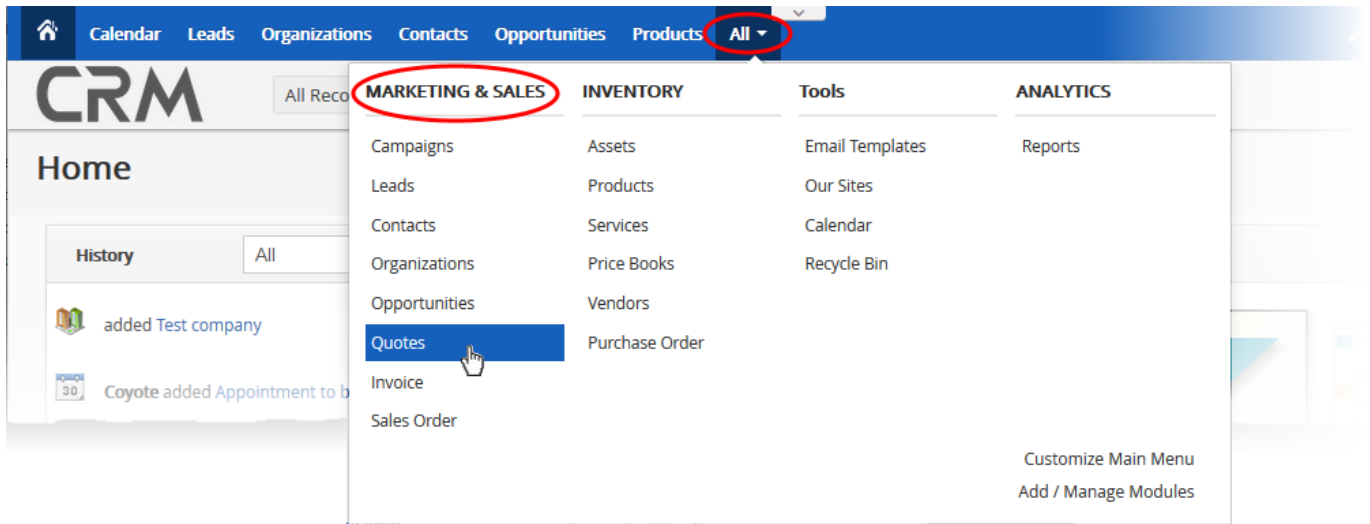 Calendar Leads Organizations Contacts Opportunities Products All
CRM
All Reco
MARKETING & SALES INVENTORY Tools ANALYTICS
Campaigns Assets Email Templates Reports
Home
Leads Products Our Sites
Contacts Services Calendar
History All
Organizations Price Books Recycle Bin
Opportunities Vendors
added Test company
Quotes Purchase Order
Invoice
30 Coyote added Appointment to b
Sales Order
Customize Main Menu
Add / Manage Modules